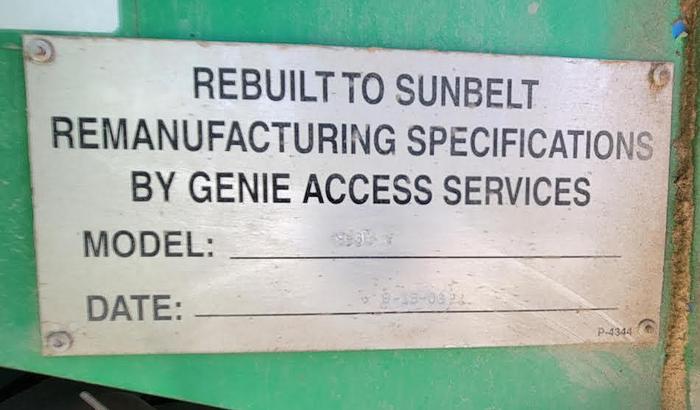 REBUILT TO SUNBELT
REMANUFACTURING SPECIFICATIONS
BY GENIE ACCESS SERVICES
MODEL:
DATE:
P-4344